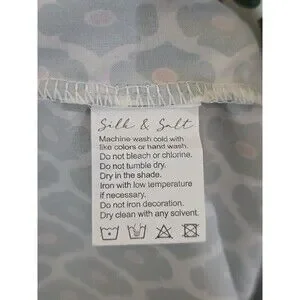 Silk & Salt
Machine wash cold with
like colors or hand wash.
Do not bleach or chlorine.
Do not tumble dry.
Dry in the shade.
Iron with low temperature
if necessary.
Do not iron decoration.
Dry clean with any solvent.